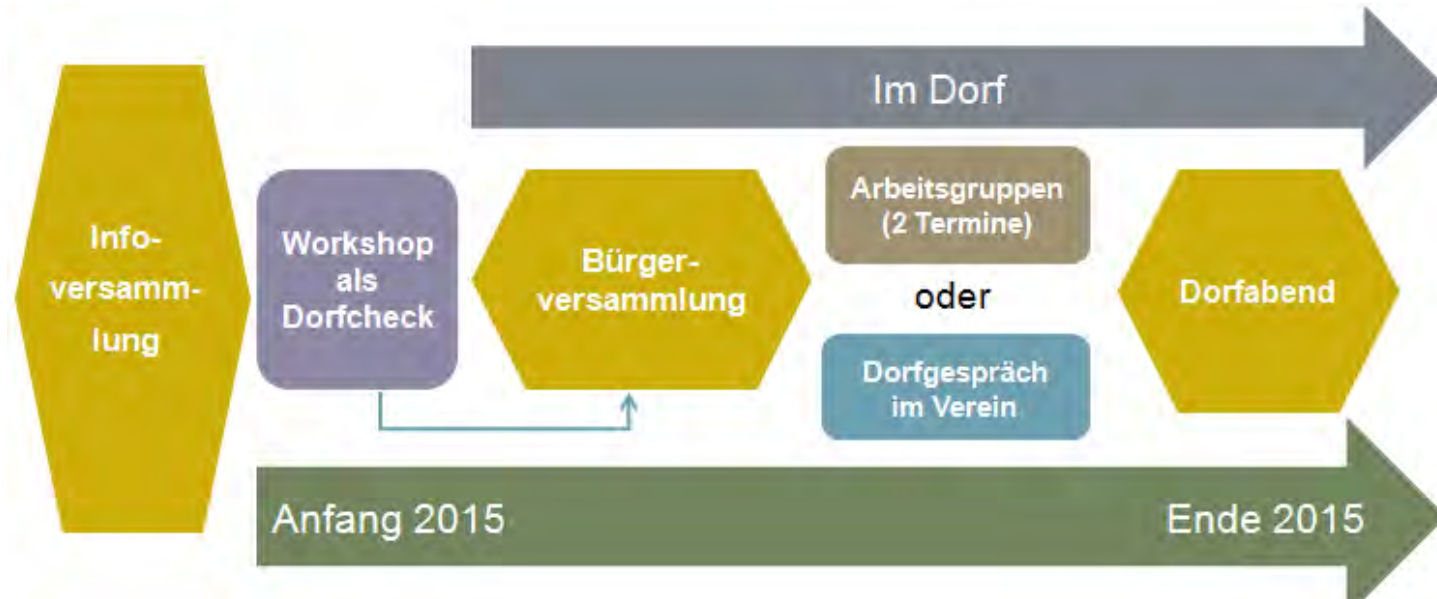 Im Dorf
Info-
versamm-
lung
Workshop
als
Dorfcheck
Bürger-
versammlung
Arbeitsgruppen
(2 Termine)
oder
Dorfgespräch
im Verein
Dorfabend
Anfang 2015
Ende 2015